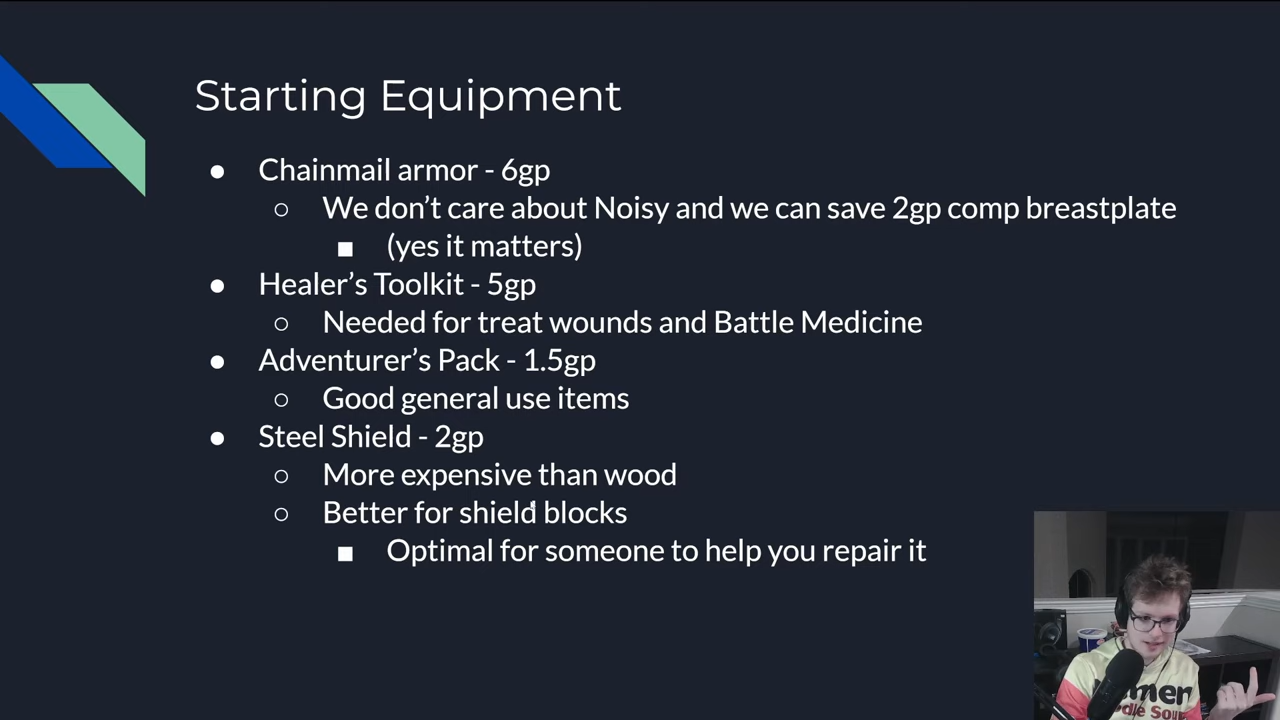 Starting Equipment
Chainmail armor - 6gp
We don't care about Noisy and we can save 2gp comp breastplate
(yes it matters)
Healer's Toolkit - 5gp
Needed for treat wounds and Battle Medicine
Adventurer's Pack - 1.5gp
Good general use items
Steel Shield - 2gp
More expensive than wood
Better for shield blocks
Optimal for someone to help you repair it